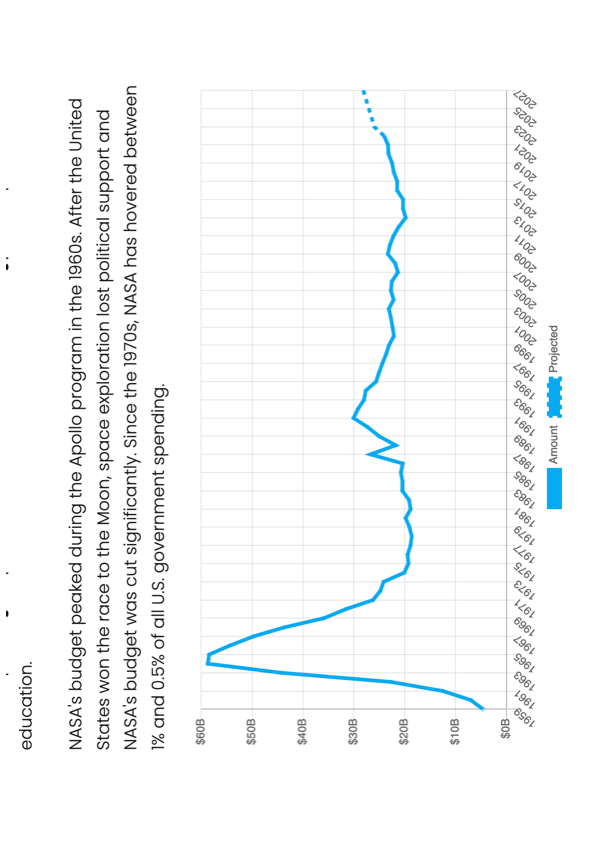 education.
NASA's budget peaked during the Apollo program in the 1960s. After the United
States won the race to the Moon, space exploration lost political support and
NASA's budget was cut significantly. Since the 1970s, NASA has hovered between
1% and 0.5% of all U.S. government spending.
$60B
$50B
$40B
$30B
$20B
$10B
$0B
1959
1961
1963
1965
1967
1969
1971
1973
1975
1977
1979
1981
1983
1985
1987
1989
1991
1993
1995
1997
1999
2001
2003
2005
2007
2009
2011
2013
2015
2017
2019
2021
2023
2025
2027
Amount Projected